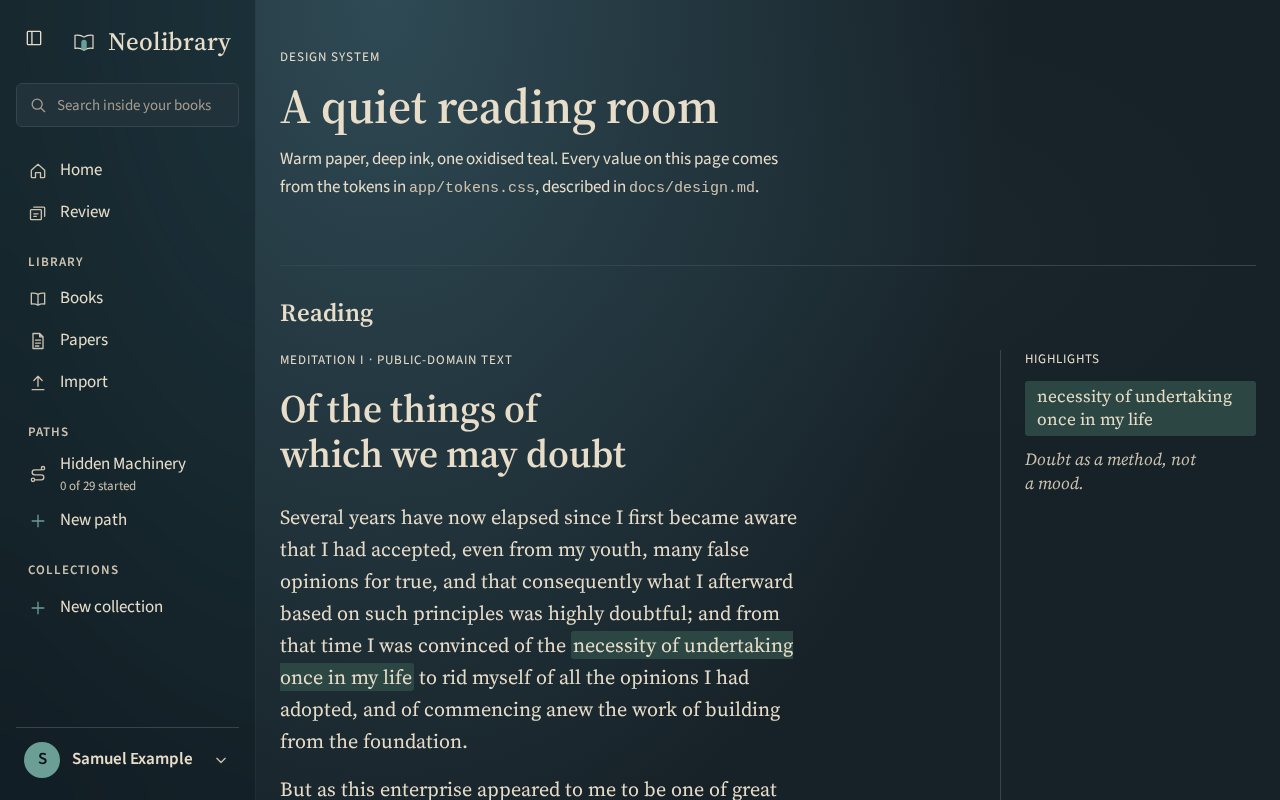 Neolibrary
Search inside your books
Home
Review
LIBRARY
Books
Papers
Import
PATHS
Hidden Machinery
0 of 29 started
New path
COLLECTIONS
New collection
S
Samuel Example
DESIGN SYSTEM
A quiet reading room
Warm paper, deep ink, one oxidised teal. Every value on this page comes
from the tokens in app/tokens.css, described in docs/design.md.
Reading
MEDITATION I · PUBLIC-DOMAIN TEXT
Of the things of
which we may doubt
Several years have now elapsed since I first became aware
that I had accepted, even from my youth, many false
opinions for true, and that consequently what I afterward
based on such principles was highly doubtful; and from
that time I was convinced of the necessity of undertaking
once in my life to rid myself of all the opinions I had
adopted, and of commencing anew the work of building
from the foundation.
But as this enterprise appeared to me to be one of great
HIGHLIGHTS
necessity of undertaking
once in my life
Doubt as a method, not
a mood.